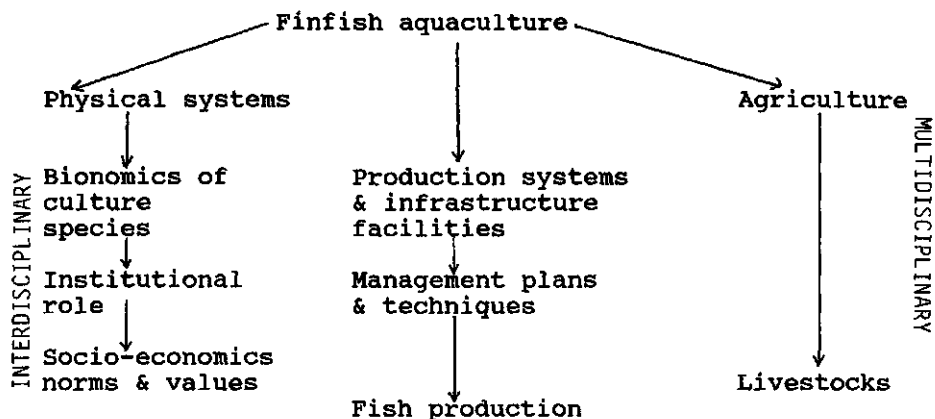 Finfish aquaculture
Physical systems
Agriculture
INTERDISCIPLINARY
MULTIDISCIPLINARY
Bionomics of
culture
species
Production systems
& infrastructure
facilities
Institutional
role
Management plans
& techniques
Socio-economics
norms & values
Livestocks
Fish production